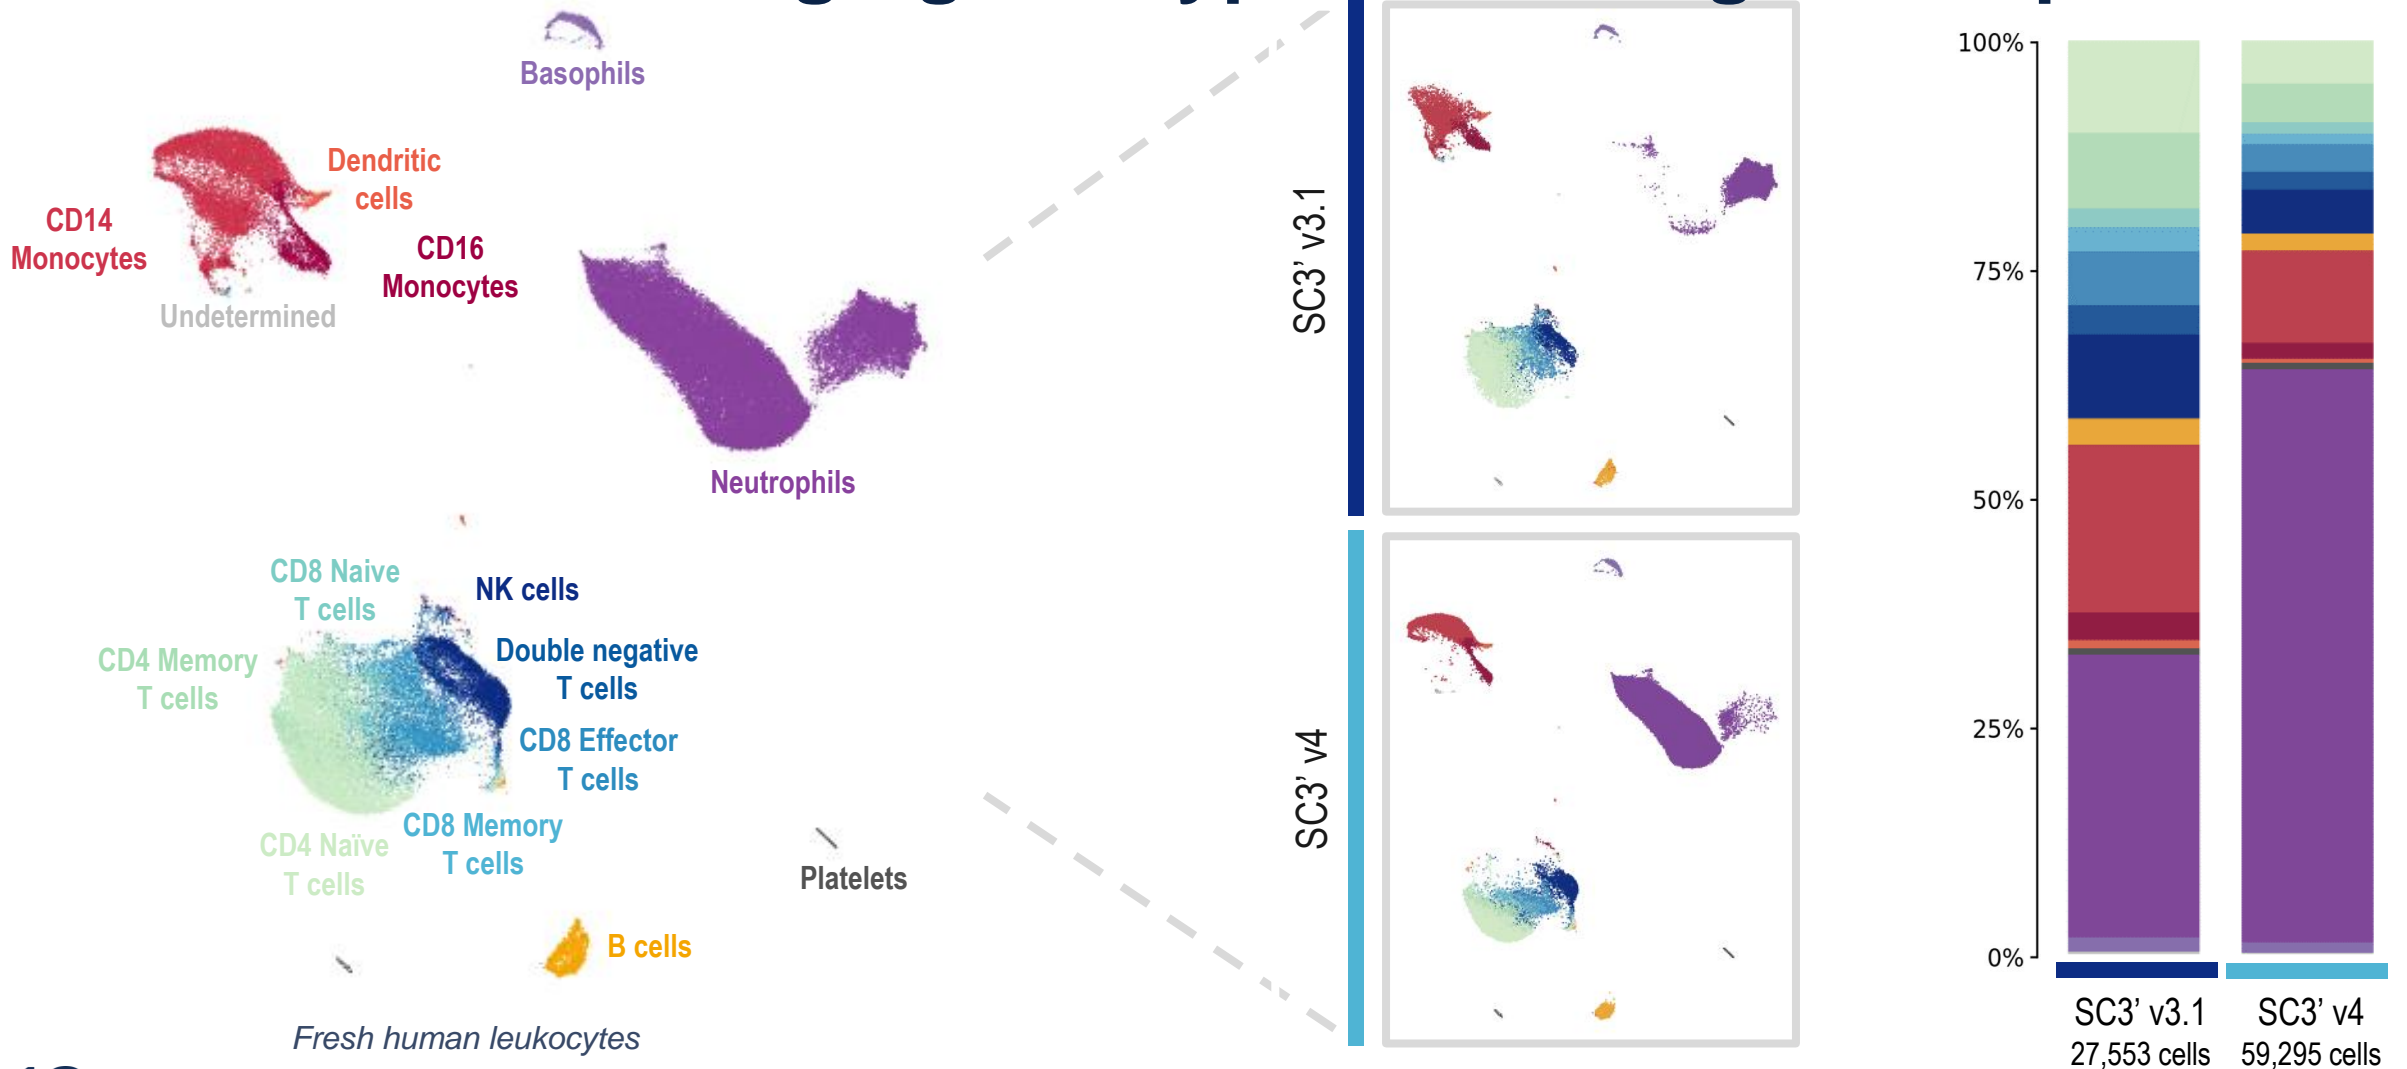 Basophils
Dendritic
cells
CD14
Monocytes
CD16
Monocytes
Undetermined
Neutrophils
CD8 Naive
T cells
NK cells
CD4 Memory
T cells
Double negative
T cells
CD8 Effector
T cells
CD4 Naïve
T cells
CD8 Memory
T cells
Platelets
B cells
Fresh human leukocytes
SC3’ v3.1
SC3’ v4
100%
75%
50%
25%
0%
SC3’ v3.1
27,553 cells
SC3’ v4
59,295 cells